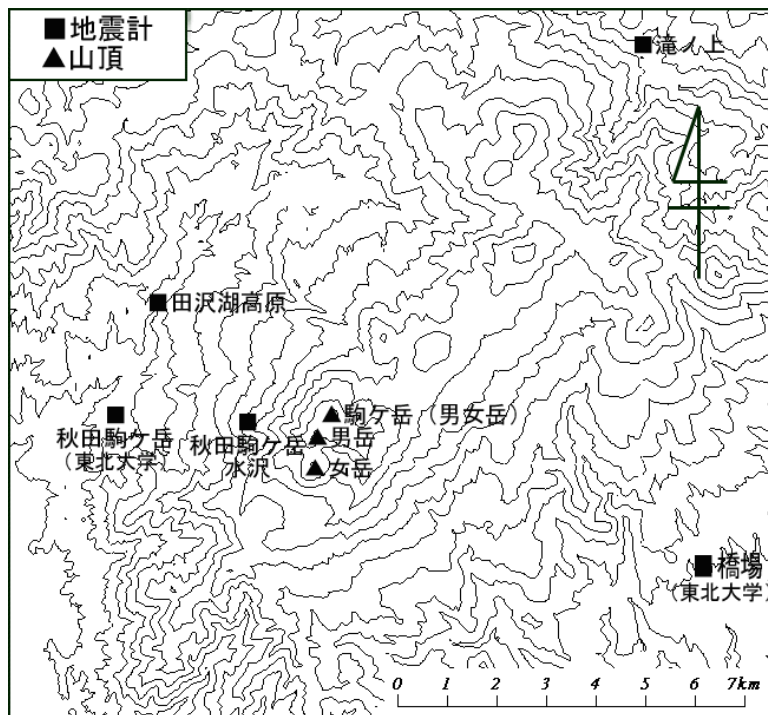 ■地震計
▲山頂
滝ノ上
田沢湖高原
駒ケ岳（男女岳）
男岳
女岳
秋田駒ケ岳
（東北大学）
秋田駒ケ岳
水沢
橋場
（東北大学）
0 1 2 3 4 5 6 7km